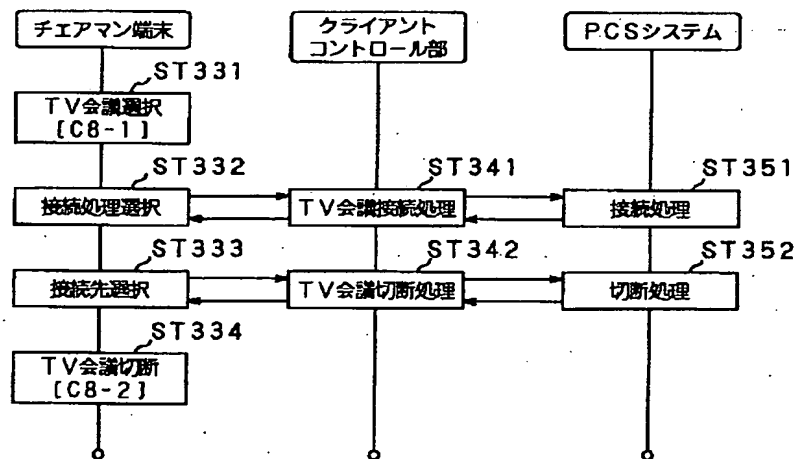 チェアマン端末
クライアント
コントロール部
PCSシステム
ST331
TV会議選択
[C8-1]
ST332
ST341
ST351
接続処理選択
TV会議接続処理
接続処理
ST333
ST342
ST352
接続先選択
TV会議切断処理
切断処理
ST334
TV会議切断
[C8-2]